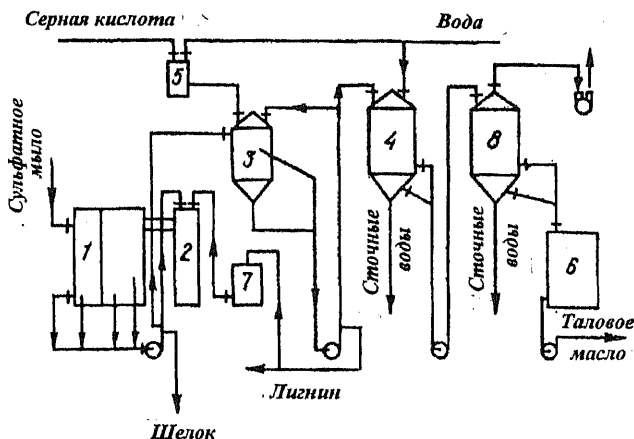 Серная кислота
Вода
5
3
4
8
Сульфатное
мыло
1
2
7
Сточные
воды
Сточные
воды
6
Таловое
масло
Лигнин
Щелок